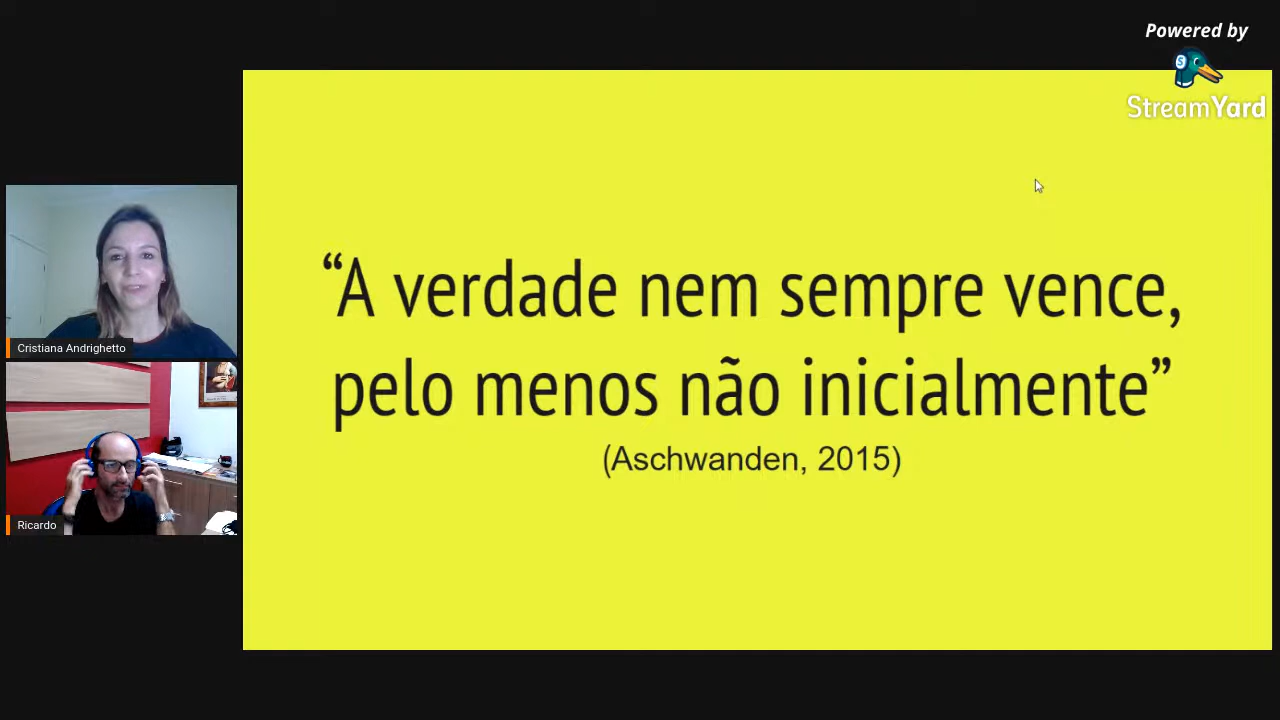 Powered by
StreamYard
“A verdade nem sempre vence,
pelo menos não inicialmente”
(Aschwanden, 2015)
Cristiana Andrighetto
Ricardo